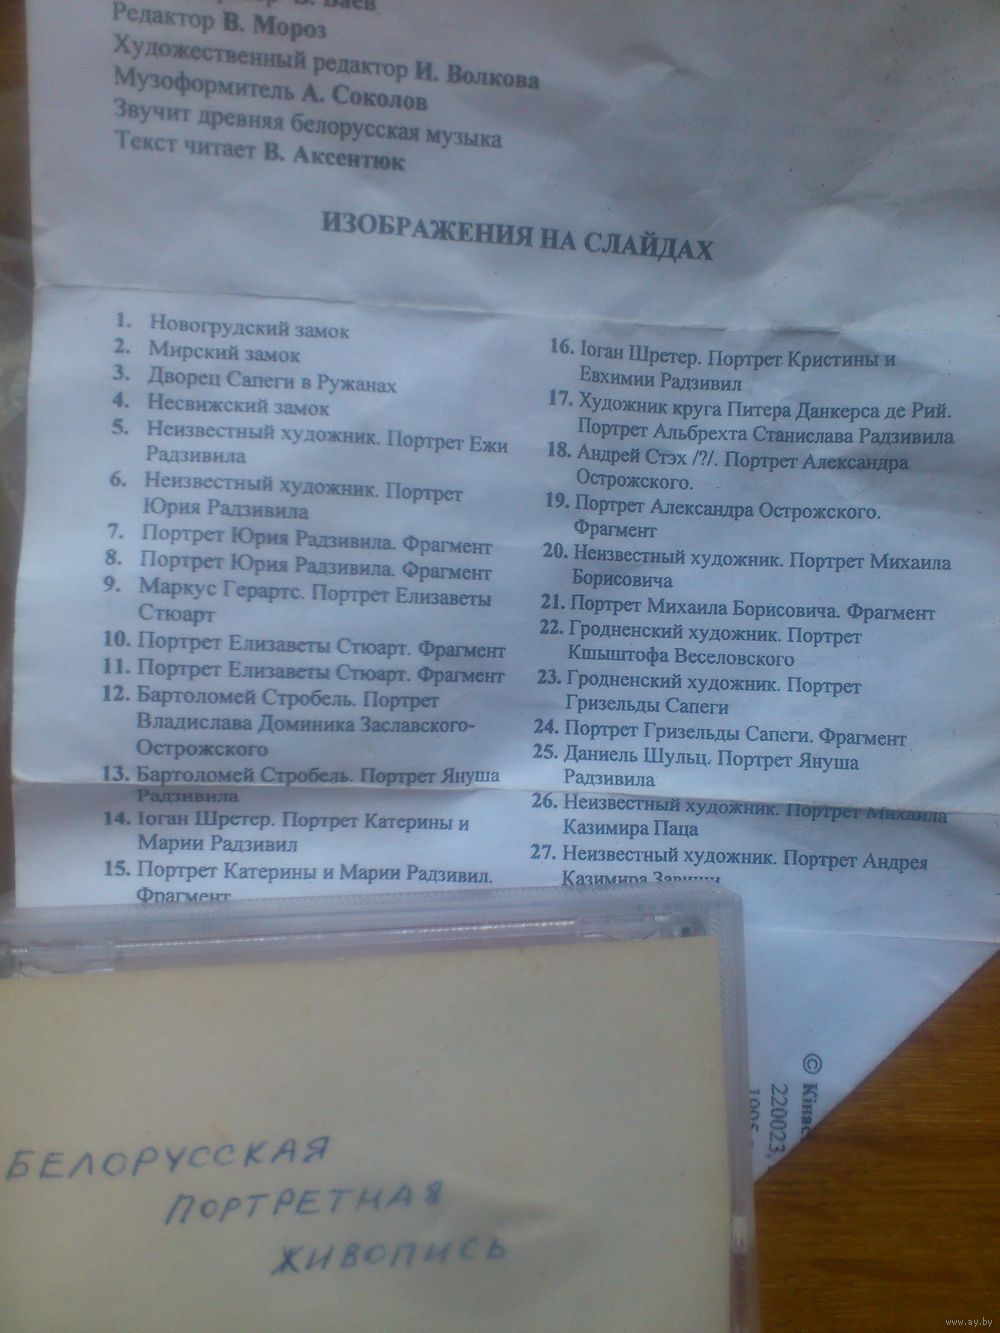 В. Баев
Редактор В. Мороз
Художественный редактор И. Волкова
Музоформитель А. Соколов
Звучит древняя белорусская музыка
Текст читает В. Аксентюк
ИЗОБРАЖЕНИЯ НА СЛАЙДАХ
1. Новогрудский замок
2. Мирский замок
3. Дворец Сапеги в Ружанах
4. Несвижский замок
5. Неизвестный художник. Портрет Ежи
Радзивила
6. Неизвестный художник. Портрет
Юрия Радзивила
7. Портрет Юрия Радзивила. Фрагмент
8. Портрет Юрия Радзивила. Фрагмент
9. Маркус Герартс. Портрет Елизаветы
Стюарт
10. Портрет Елизаветы Стюарт. Фрагмент
11. Портрет Елизаветы Стюарт. Фрагмент
12. Бартоломей Стробель. Портрет
Владислава Доминика Заславского-
Острожского
13. Бартоломей Стробель. Портрет Януша
Радзивила
14. Іоган Шретер. Портрет Катерины и
Марии Радзивил
15. Портрет Катерины и Марии Радзивил.
Фрагмент
16. Іоган Шретер. Портрет Кристины и
Евхимии Радзивил
17. Художник круга Питера Данкерса де Рий.
Портрет Альбрехта Станислава Радзивила
18. Андрей Стэх /?/. Портрет Александра
Острожского.
19. Портрет Александра Острожского.
Фрагмент
20. Неизвестный художник. Портрет Михаила
Борисовича
21. Портрет Михаила Борисовича. Фрагмент
22. Гродненский художник. Портрет
Кшыштофа Веселовского
23. Гродненский художник. Портрет
Гризельды Сапеги
24. Портрет Гризельды Сапеги. Фрагмент
25. Даниель Шульц. Портрет Януша
Радзивила
26. Неизвестный художник. Портрет Михаила
Казимира Паца
27. Неизвестный художник. Портрет Андрея
Казимира Завиши
©
220023,
БЕЛОРУССКАЯ
ПОРТРЕТНАЯ
ЖИВОПИСЬ
www.ay.by